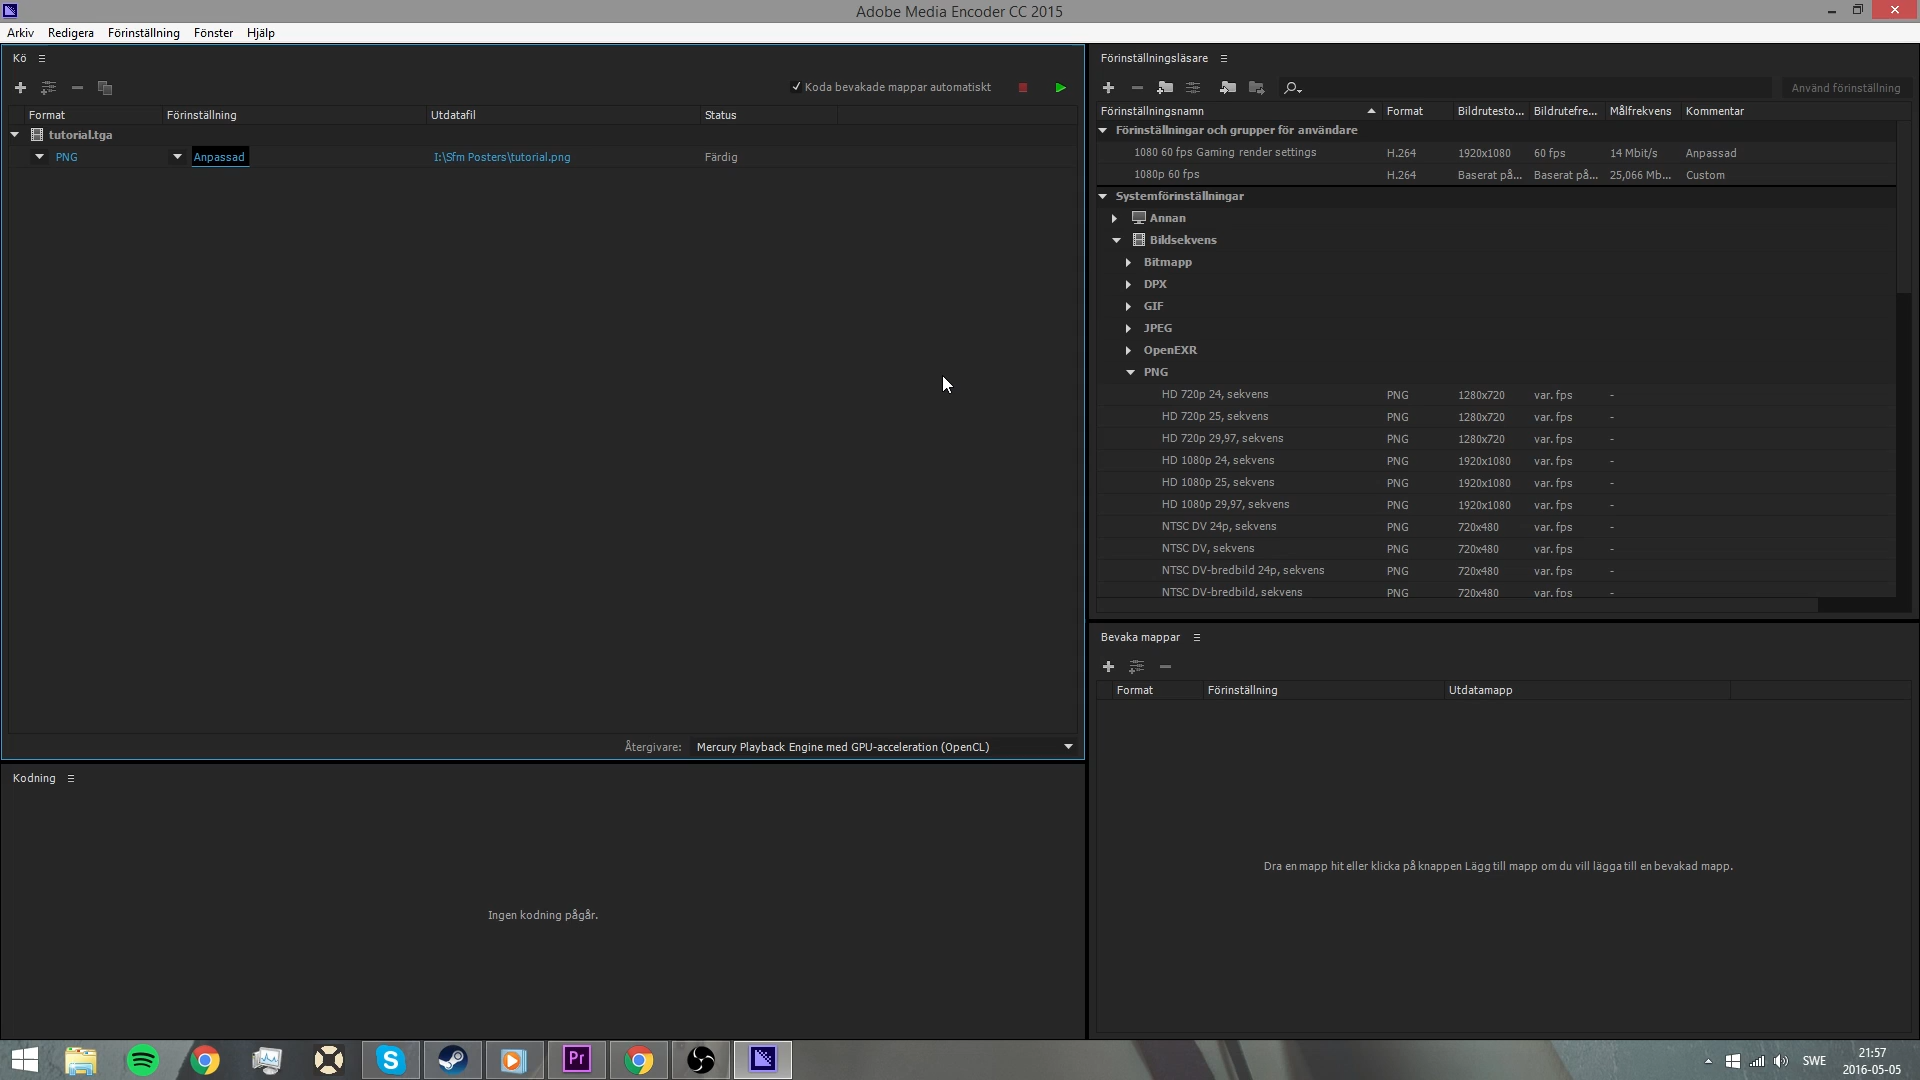 Adobe Media Encoder CC 2015
Arkiv Redigera Förinställning Fönster Hjälp
Kö
Koda bevakade mappar automatiskt
Format Förinställning Utdatafil Status
tutorial.tga
PNG Anpassad I:\Sfm Posters\tutorial.png Färdig
Återgivare: Mercury Playback Engine med GPU-acceleration (OpenCL)
Kodning
Ingen kodning pågår.
Förinställningsläsare
Använd förinställning
Förinställningsnamn Format Bildrutesto... Bildrutefre... Målfrekvens Kommentar
Förinställningar och grupper för användare
1080 60 fps Gaming render settings H.264 1920x1080 60 fps 14 Mbit/s Anpassad
1080p 60 fps H.264 Baserat på... Baserat på... 25,066 Mb... Custom
Systemförinställningar
Annan
Bildsekvens
Bitmapp
DPX
GIF
JPEG
OpenEXR
PNG
HD 720p 24, sekvens PNG 1280x720 var. fps -
HD 720p 25, sekvens PNG 1280x720 var. fps -
HD 720p 29,97, sekvens PNG 1280x720 var. fps -
HD 1080p 24, sekvens PNG 1920x1080 var. fps -
HD 1080p 25, sekvens PNG 1920x1080 var. fps -
HD 1080p 29,97, sekvens PNG 1920x1080 var. fps -
NTSC DV 24p, sekvens PNG 720x480 var. fps -
NTSC DV, sekvens PNG 720x480 var. fps -
NTSC DV-bredbild 24p, sekvens PNG 720x480 var. fps -
NTSC DV-bredbild, sekvens PNG 720x480 var. fps -
Bevaka mappar
Format Förinställning Utdatamapp
Dra en mapp hit eller klicka på knappen Lägg till mapp om du vill lägga till en bevakad mapp.
Pr
SWE
21:57
2016-05-05